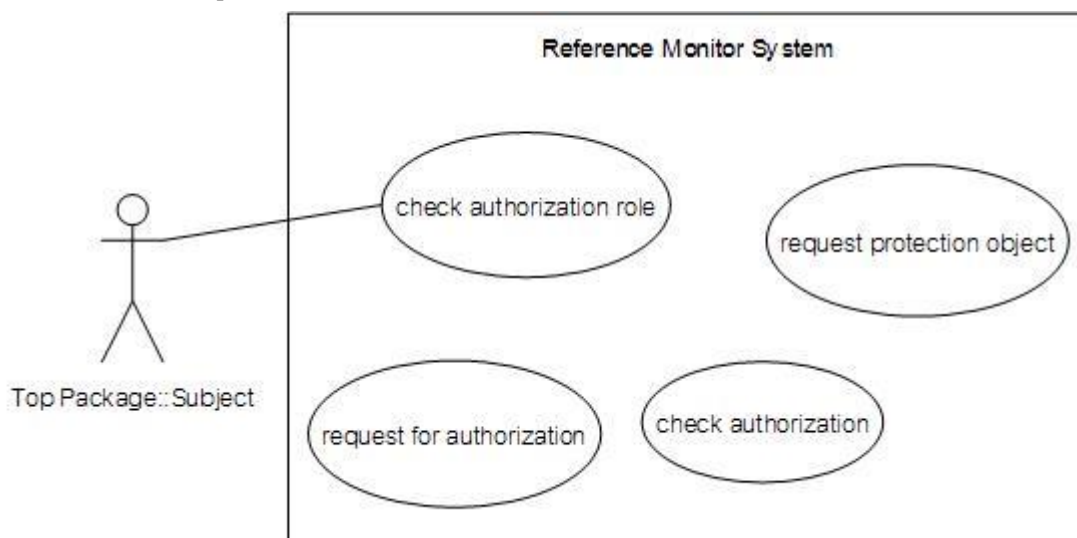 Reference Monitor System
check authorization role
request protection object
Top Package::Subject
request for authorization
check authorization